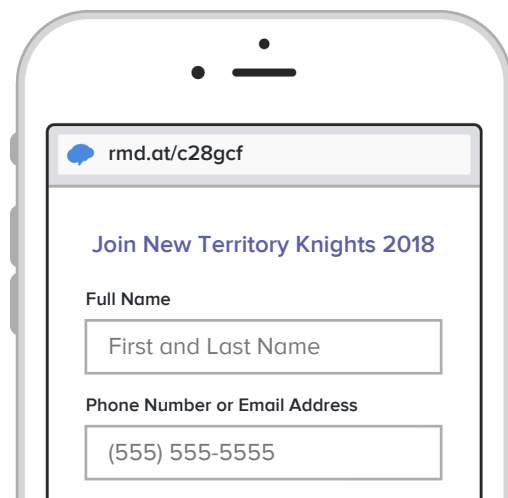 rmd.at/c28gcf
Join New Territory Knights 2018
Full Name
First and Last Name
Phone Number or Email Address
(555) 555-5555